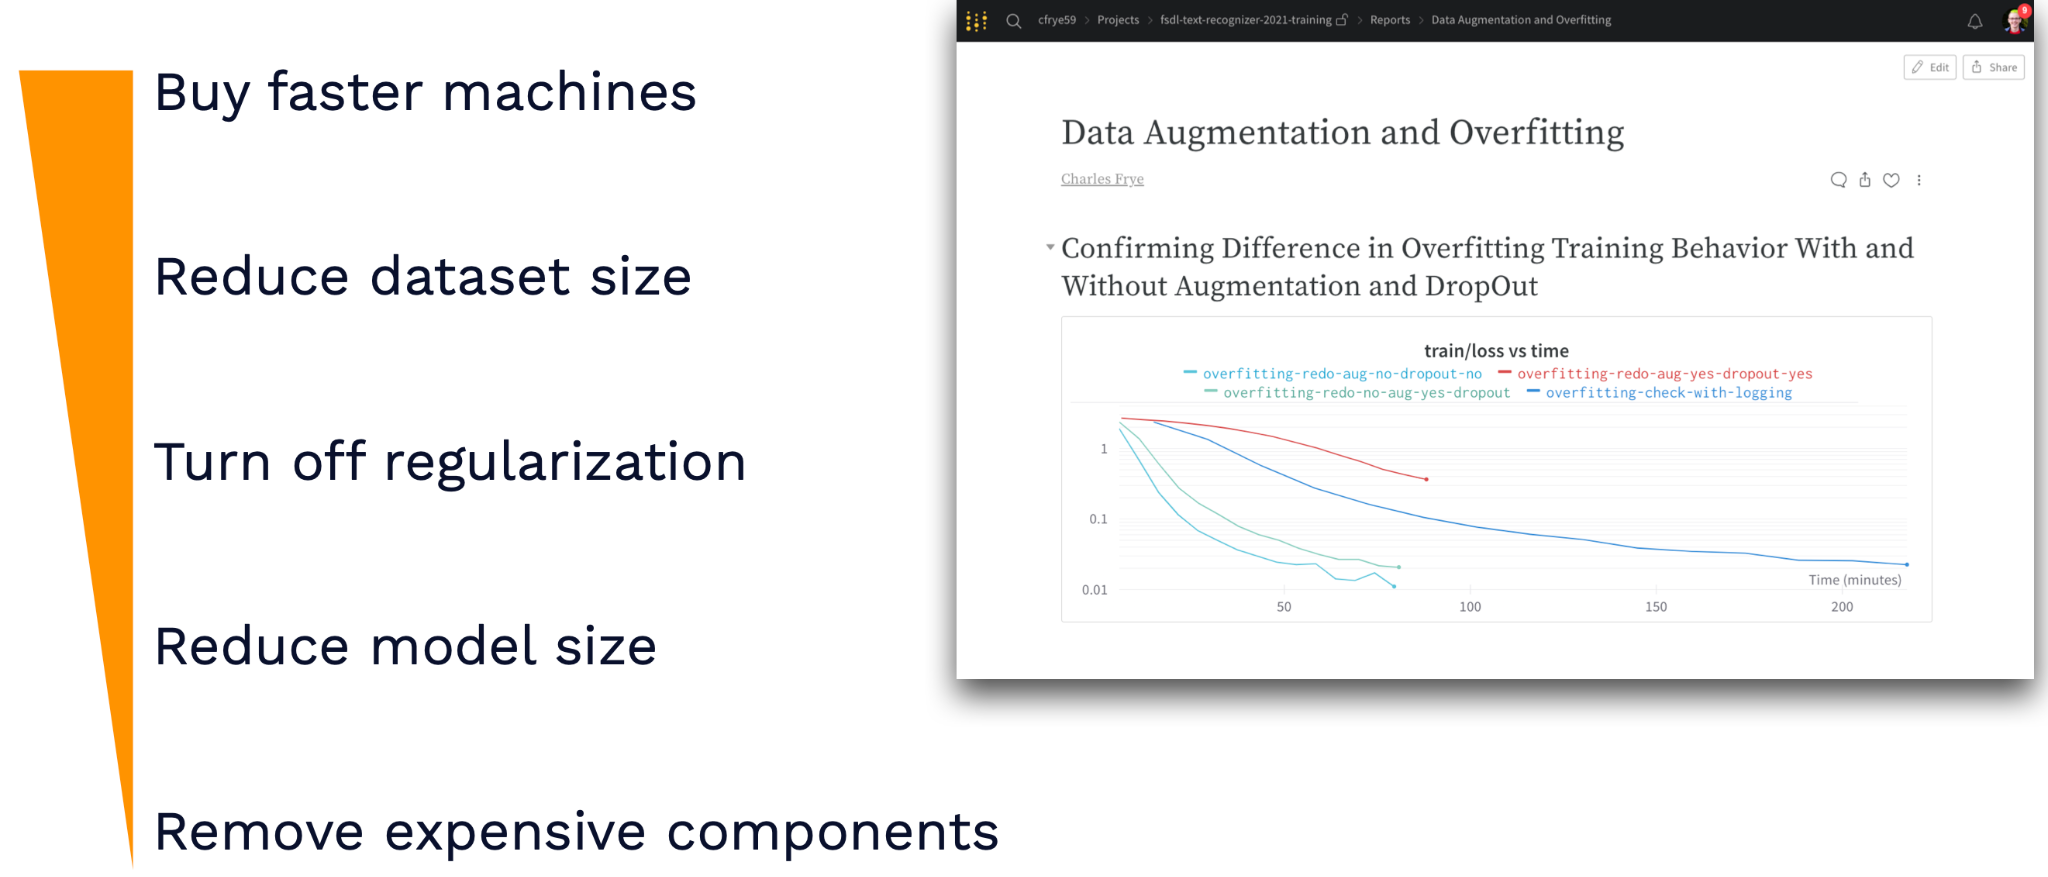 Buy faster machines
Reduce dataset size
Turn off regularization
Reduce model size
Remove expensive components
cfrye59 > Projects > fsdl-text-recognizer-2021-training > Reports > Data Augmentation and Overfitting
9
Edit
Share
Data Augmentation and Overfitting
Charles Frye
Confirming Difference in Overfitting Training Behavior With and
Without Augmentation and DropOut
train/loss vs time
overfitting-redo-aug-no-dropout-no overfitting-redo-aug-yes-dropout-yes
overfitting-redo-no-aug-yes-dropout overfitting-check-with-logging
1
0.1
0.01
Time (minutes)
50 100 150 200